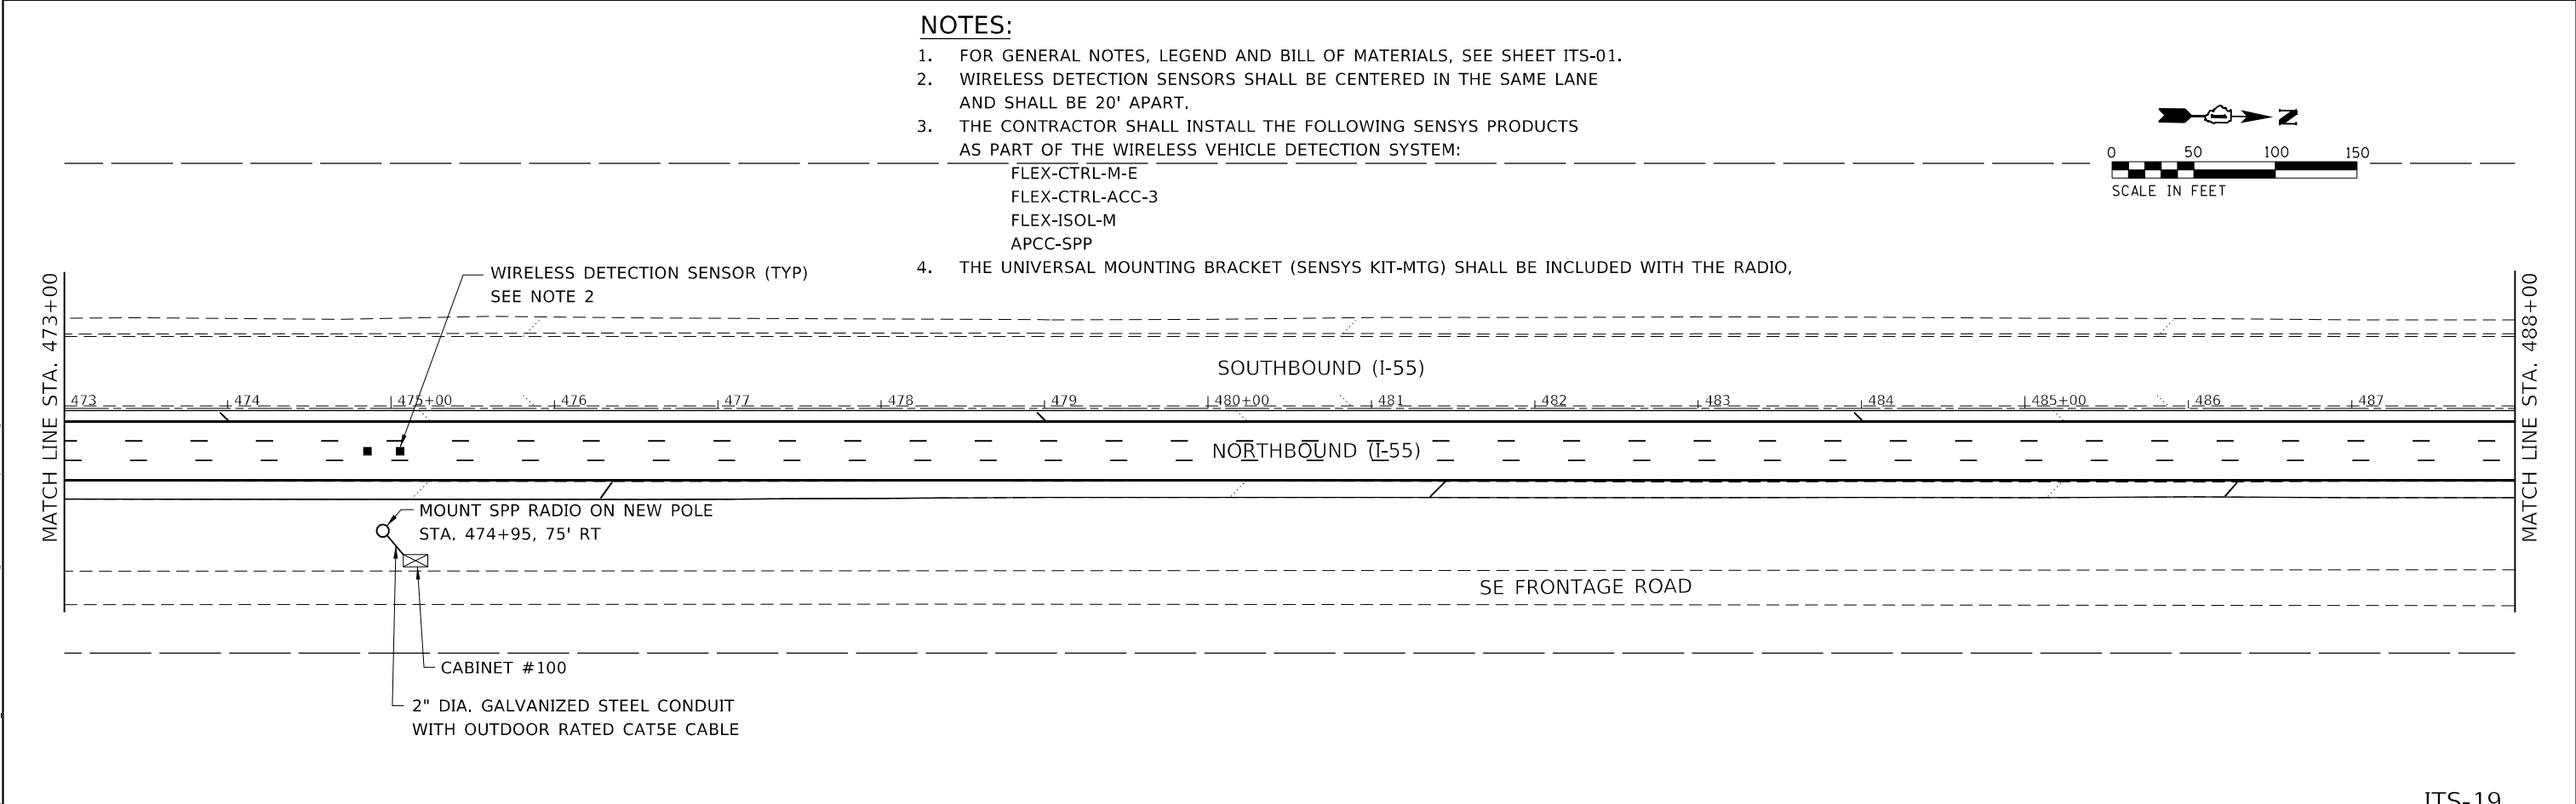 NOTES:
1. FOR GENERAL NOTES, LEGEND AND BILL OF MATERIALS, SEE SHEET ITS-01.
2. WIRELESS DETECTION SENSORS SHALL BE CENTERED IN THE SAME LANE
AND SHALL BE 20' APART.
3. THE CONTRACTOR SHALL INSTALL THE FOLLOWING SENSYS PRODUCTS
AS PART OF THE WIRELESS VEHICLE DETECTION SYSTEM:
FLEX-CTRL-M-E
FLEX-CTRL-ACC-3
FLEX-ISOL-M
APCC-SPP
4. THE UNIVERSAL MOUNTING BRACKET (SENSYS KIT-MTG) SHALL BE INCLUDED WITH THE RADIO,
N
0 50 100 150
SCALE IN FEET
WIRELESS DETECTION SENSOR (TYP)
SEE NOTE 2
MATCH LINE STA. 473+00
MATCH LINE STA. 488+00
SOUTHBOUND (I-55)
473 474 475+00 476 477 478 479 480+00 481 482 483 484 485+00 486 487
NORTHBOUND (I-55)
MOUNT SPP RADIO ON NEW POLE
STA. 474+95, 75' RT
SE FRONTAGE ROAD
CABINET #100
2" DIA. GALVANIZED STEEL CONDUIT
WITH OUTDOOR RATED CAT5E CABLE
ITS-19